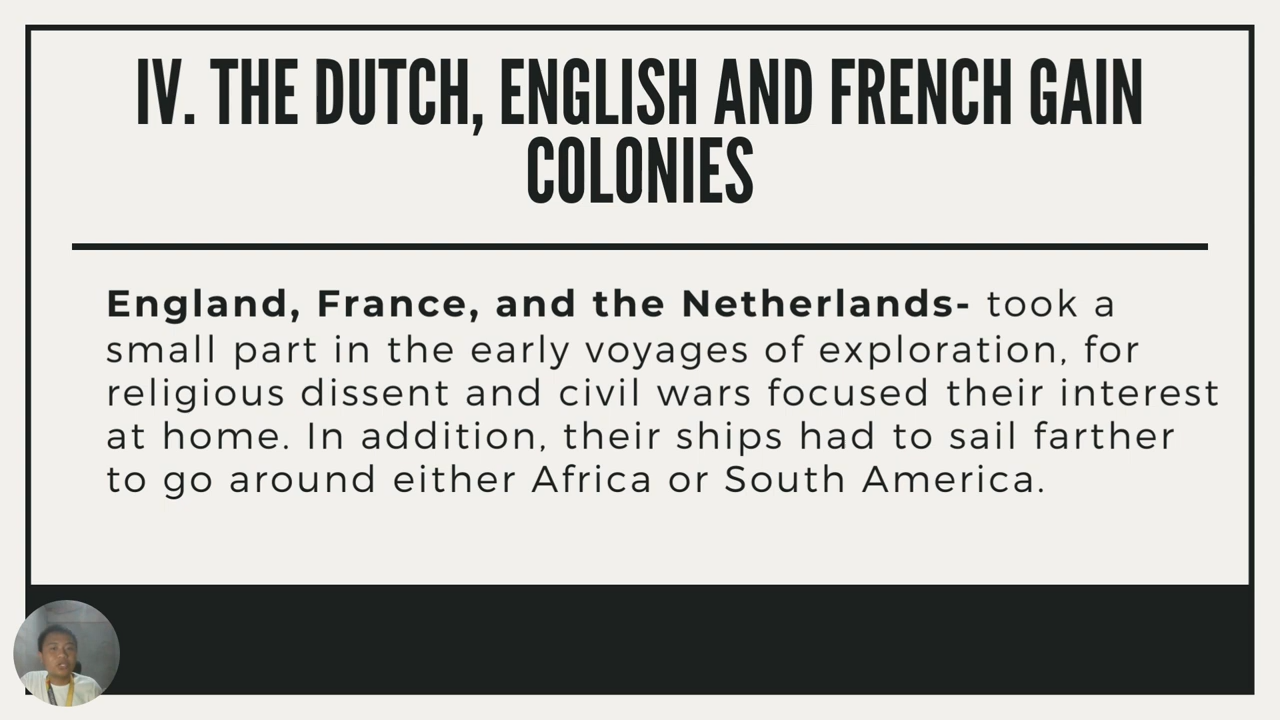 IV. THE DUTCH, ENGLISH AND FRENCH GAIN
COLONIES
England, France, and the Netherlands- took a
small part in the early voyages of exploration, for
religious dissent and civil wars focused their interest
at home. In addition, their ships had to sail farther
to go around either Africa or South America.